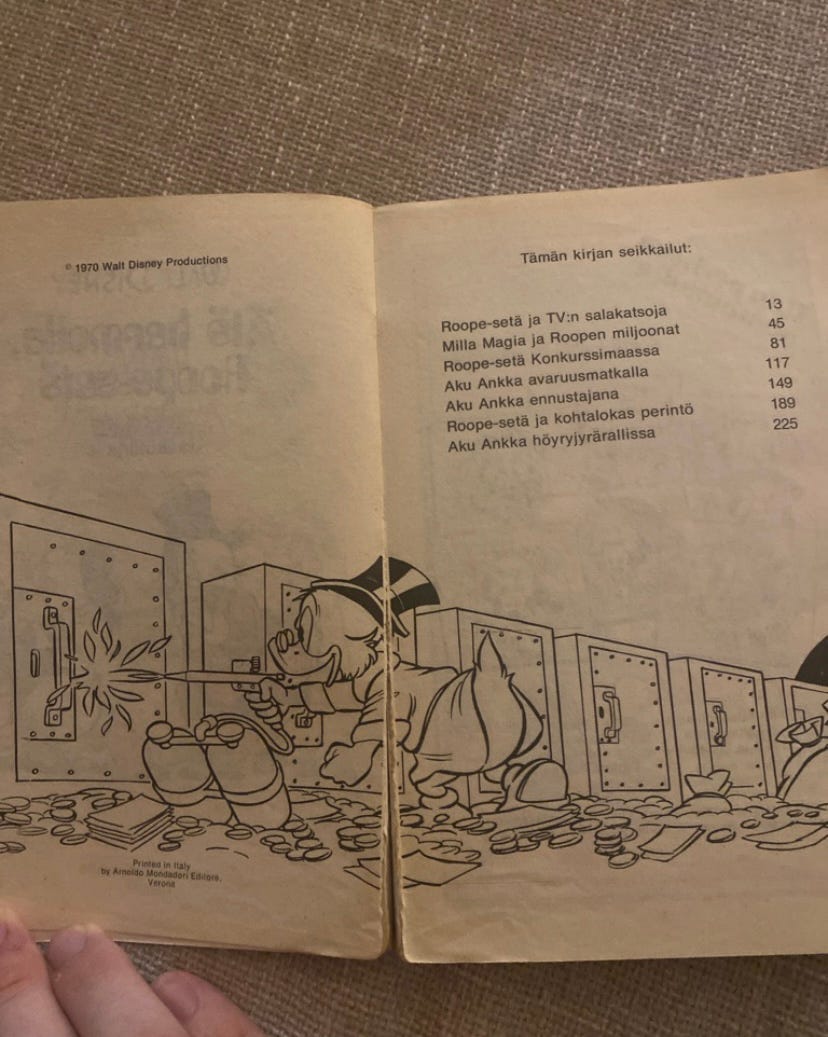 © 1970 Walt Disney Productions
Printed in Italy
by Arnoldo Mondadori Editore,
Verona
Tämän kirjan seikkailut:
Roope-setä ja TV:n salakatsoja 13
Milla Magia ja Roopen miljoonat 45
Roope-setä Konkurssimaassa 81
Aku Ankka avaruusmatkalla 117
Aku Ankka ennustajana 149
Roope-setä ja kohtalokas perintö 189
Aku Ankka höyryjyrärallissa 225